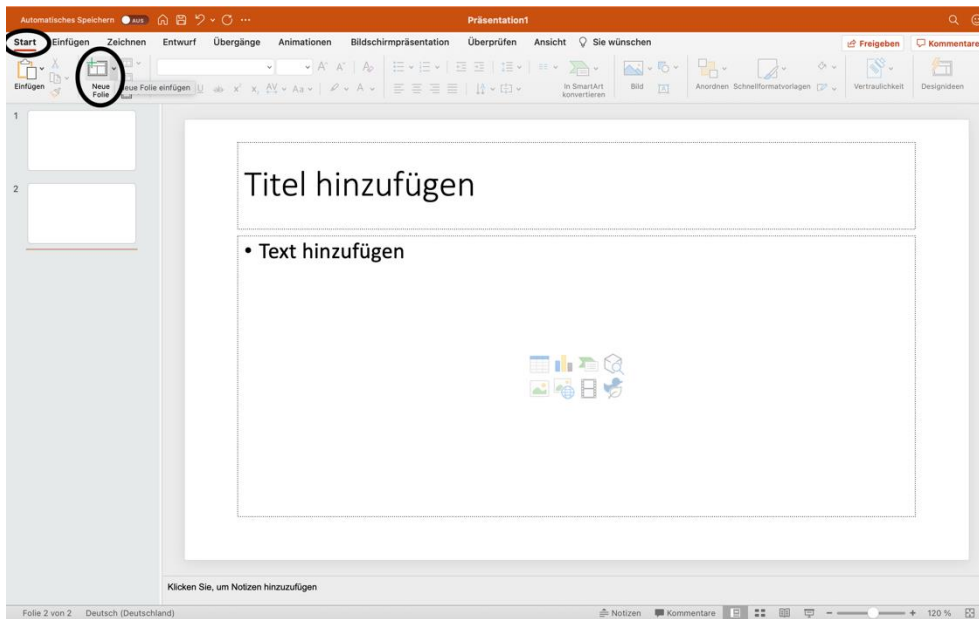 Automatisches Speichern AUS Präsentation1
Start Einfügen Zeichnen Entwurf Übergänge Animationen Bildschirmpräsentation Überprüfen Ansicht Sie wünschen Freigeben Kommentare
Einfügen Neue Folie Neue Folie einfügen In SmartArt konvertieren Bild Anordnen Schnellformatvorlagen Vertraulichkeit Designideen
1
2
Titel hinzufügen
• Text hinzufügen
Klicken Sie, um Notizen hinzuzufügen
Folie 2 von 2 Deutsch (Deutschland) Notizen Kommentare 120 %